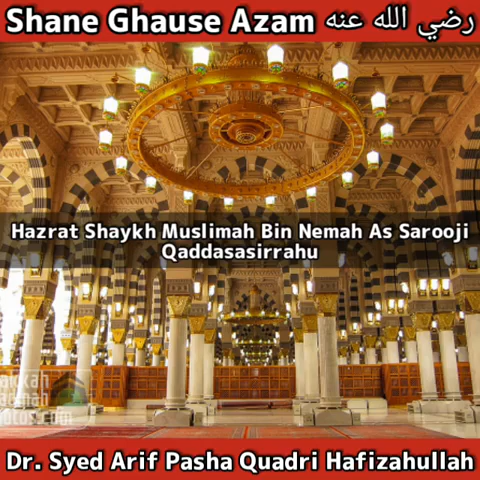 Shane Ghause Azam رضي الله عنه
Hazrat Shaykh Muslimah Bin Nemah As Sarooji
Qaddasasirrahu
Dr. Syed Arif Pasha Quadri Hafizahullah